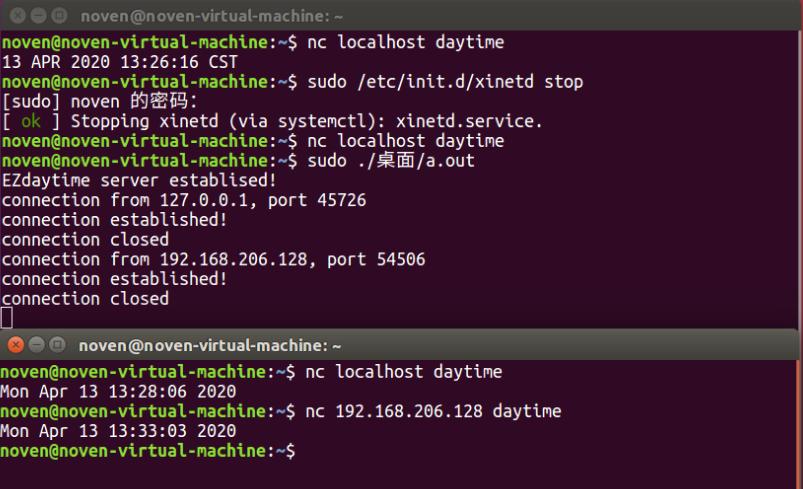 noven@noven-virtual-machine: ~
noven@noven-virtual-machine:~$ nc localhost daytime
13 APR 2020 13:26:16 CST
noven@noven-virtual-machine:~$ sudo /etc/init.d/xinetd stop
[sudo] noven 的密码：
[ ok ] Stopping xinetd (via systemctl): xinetd.service.
noven@noven-virtual-machine:~$ nc localhost daytime
noven@noven-virtual-machine:~$ sudo ./桌面/a.out
EZdaytime server establised!
connection from 127.0.0.1, port 45726
connection established!
connection closed
connection from 192.168.206.128, port 54506
connection established!
connection closed
noven@noven-virtual-machine: ~
noven@noven-virtual-machine:~$ nc localhost daytime
Mon Apr 13 13:28:06 2020
noven@noven-virtual-machine:~$ nc 192.168.206.128 daytime
Mon Apr 13 13:33:03 2020
noven@noven-virtual-machine:~$